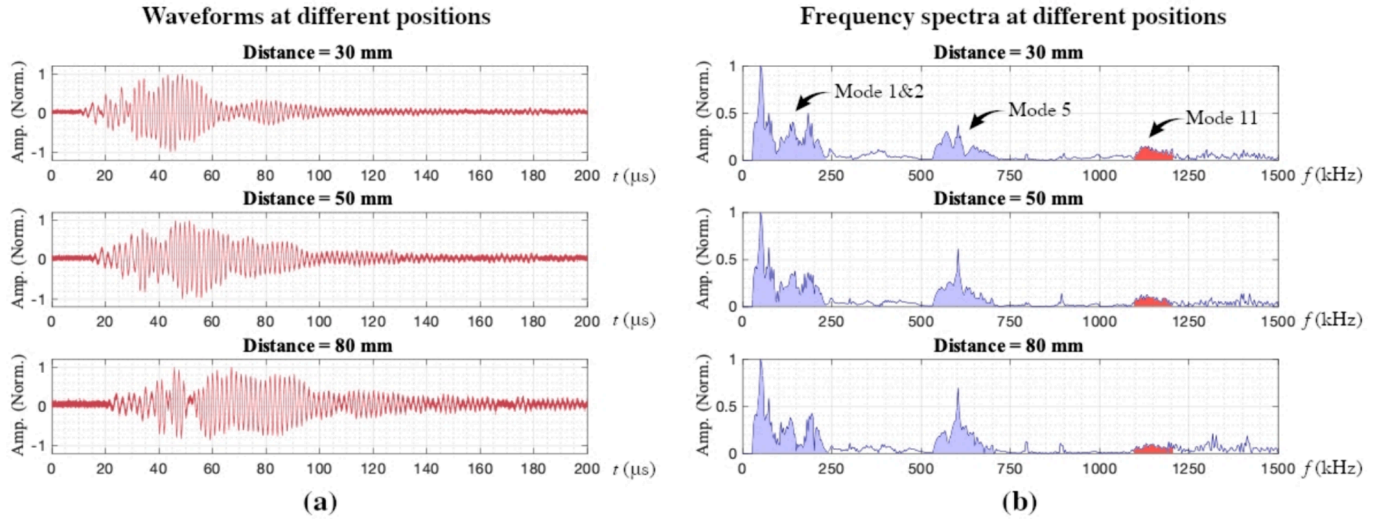 Waveforms at different positions
Distance = 30 mm
Amp. (Norm.)
1
0
-1
0 20 40 60 80 100 120 140 160 180 200 t (μs)
Distance = 50 mm
Amp. (Norm.)
1
0
-1
0 20 40 60 80 100 120 140 160 180 200 t (μs)
Distance = 80 mm
Amp. (Norm.)
1
0
-1
0 20 40 60 80 100 120 140 160 180 200 t (μs)
(a)
Frequency spectra at different positions
Distance = 30 mm
Amp. (Norm.)
1
0.5
0
Mode 1&2
Mode 5
Mode 11
0 250 500 750 1000 1250 1500 f (kHz)
Distance = 50 mm
Amp. (Norm.)
1
0.5
0
0 250 500 750 1000 1250 1500 f (kHz)
Distance = 80 mm
Amp. (Norm.)
1
0.5
0
0 250 500 750 1000 1250 1500 f (kHz)
(b)